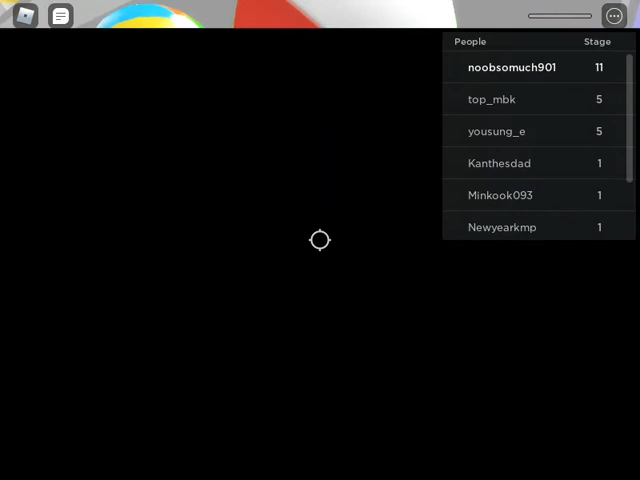 People Stage
noobsomuch901 11
top_mbk 5
yousung_e 5
Kanthesdad 1
Minkook093 1
Newyearkmp 1